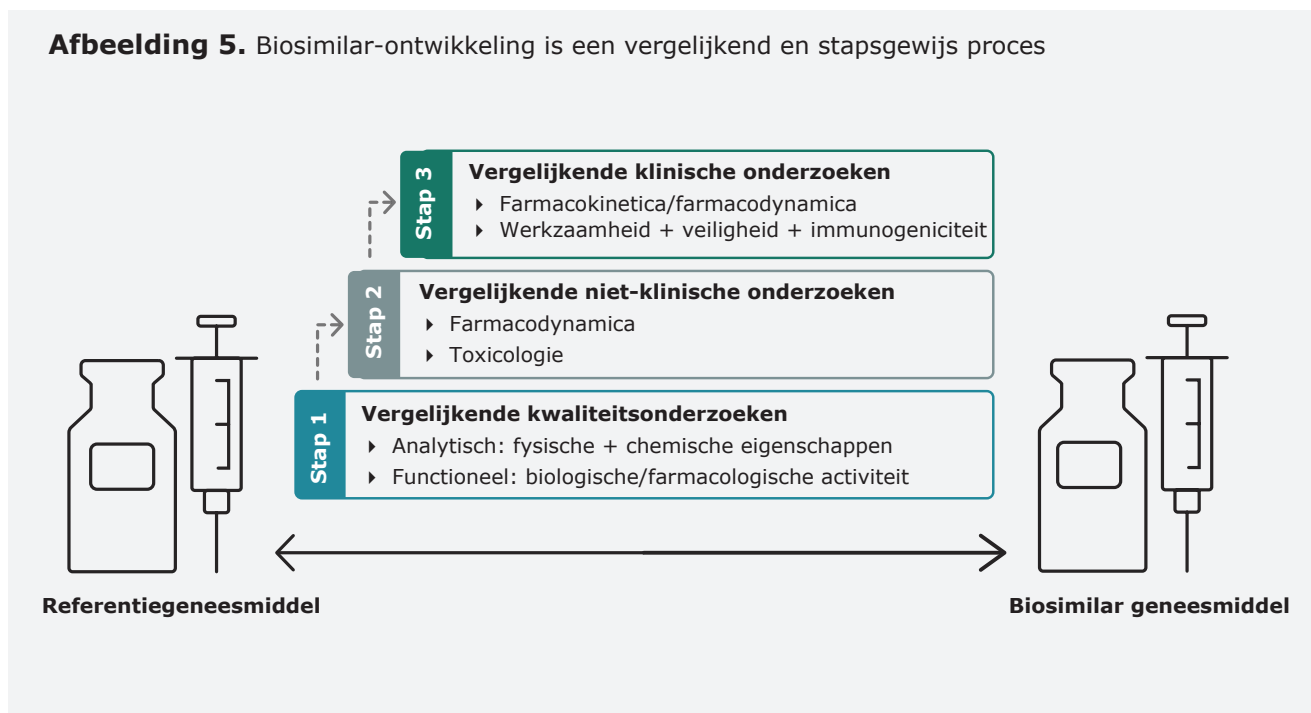 Afbeelding 5. Biosimilar-ontwikkeling is een vergelijkend en stapsgewijs proces
Stap 3
Vergelijkende klinische onderzoeken
Farmacokinetica/farmacodynamica
Werkzaamheid + veiligheid + immunogeniciteit
Stap 2
Vergelijkende niet-klinische onderzoeken
Farmacodynamica
Toxicologie
Stap 1
Vergelijkende kwaliteitsonderzoeken
Analytisch: fysische + chemische eigenschappen
Functioneel: biologische/farmacologische activiteit
Referentiegeneesmiddel
Biosimilar geneesmiddel